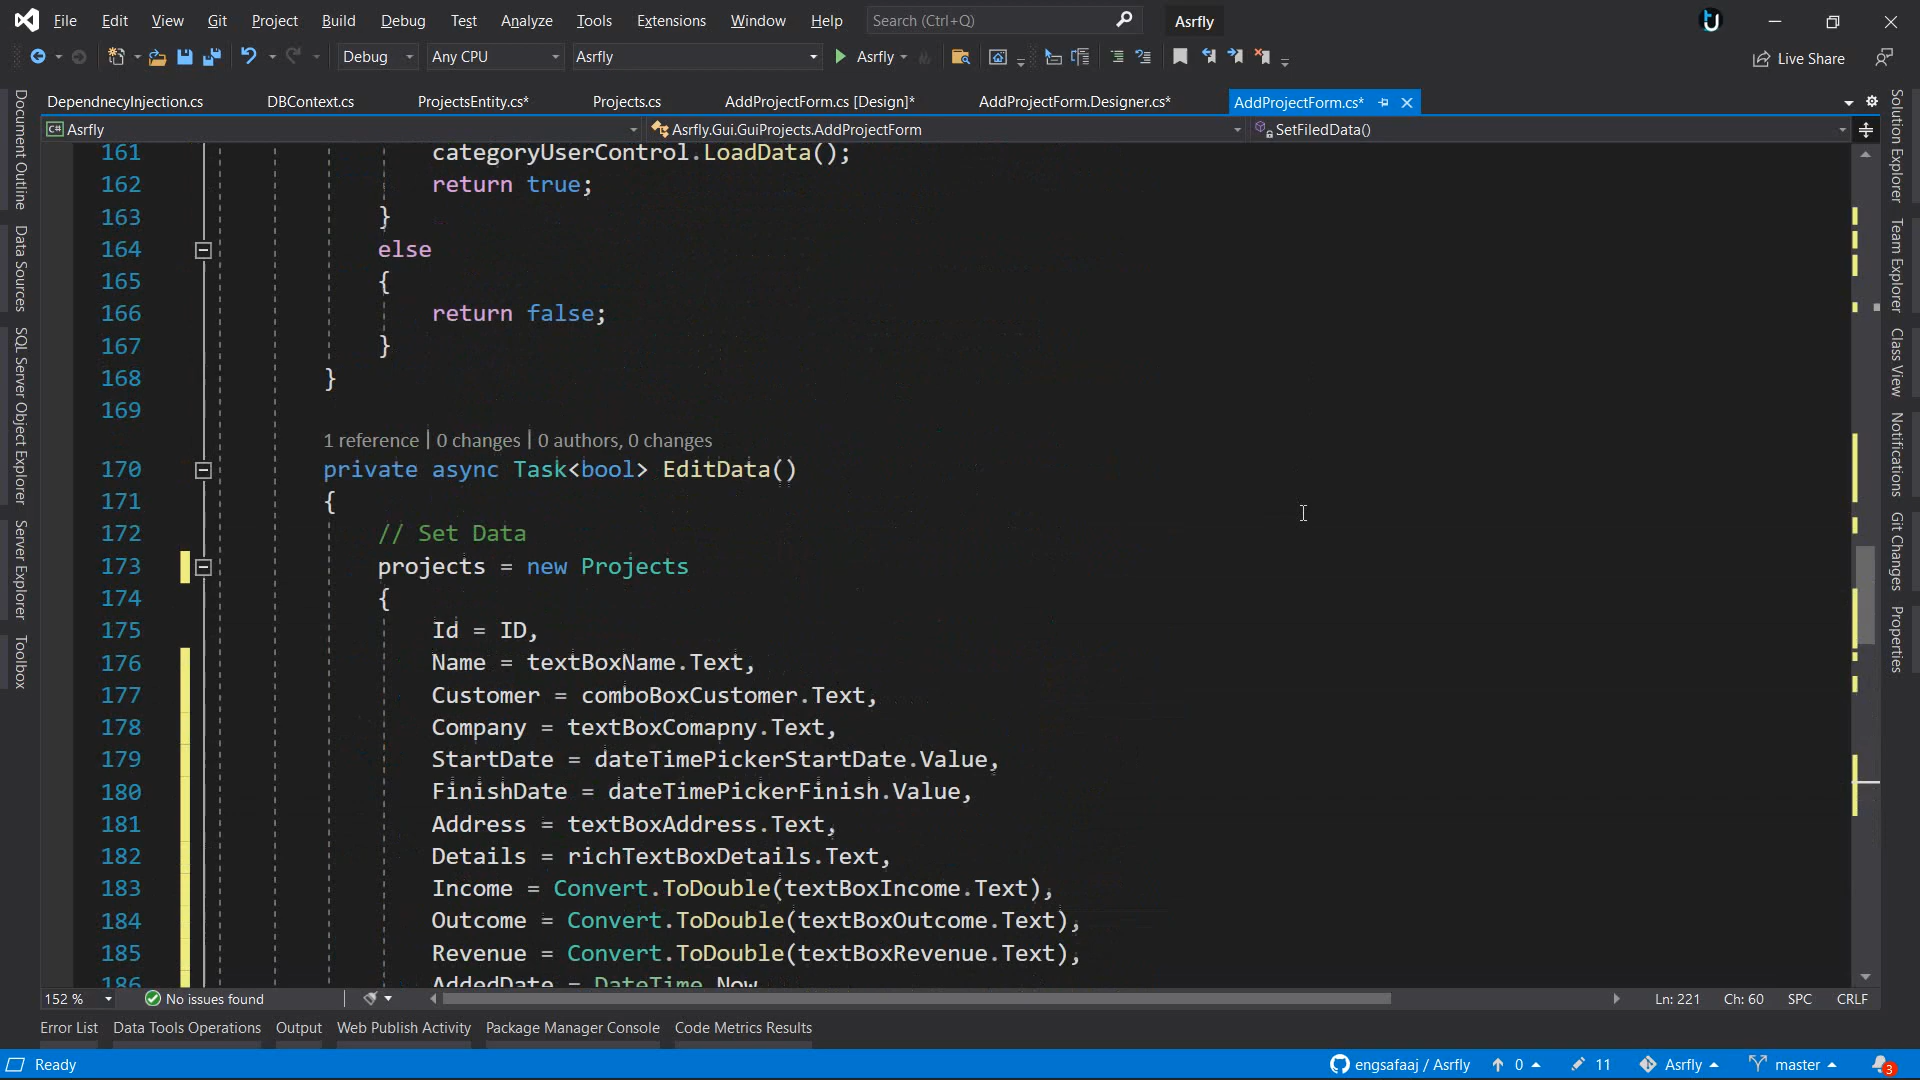 File Edit View Git Project Build Debug Test Analyze Tools Extensions Window Help Search (Ctrl+Q) Asrfly
Debug Any CPU Asrfly Asrfly Live Share
DependnecyInjection.cs DBContext.cs ProjectsEntity.cs* Projects.cs AddProjectForm.cs [Design]* AddProjectForm.Designer.cs* AddProjectForm.cs*
C# Asrfly Asrfly.Gui.GuiProjects.AddProjectForm SetFiledData()
161 categoryUserControl.LoadData();
162 return true;
163 }
164 else
165 {
166 return false;
167 }
168 }
169
1 reference | 0 changes | 0 authors, 0 changes
170 private async Task<bool> EditData()
171 {
172 // Set Data
173 projects = new Projects
174 {
175 Id = ID,
176 Name = textBoxName.Text,
177 Customer = comboBoxCustomer.Text,
178 Company = textBoxComapny.Text,
179 StartDate = dateTimePickerStartDate.Value,
180 FinishDate = dateTimePickerFinish.Value,
181 Address = textBoxAddress.Text,
182 Details = richTextBoxDetails.Text,
183 Income = Convert.ToDouble(textBoxIncome.Text),
184 Outcome = Convert.ToDouble(textBoxOutcome.Text),
185 Revenue = Convert.ToDouble(textBoxRevenue.Text),
186 AddedDate = DateTime.Now
Document Outline
Data Sources
SQL Server Object Explorer
Server Explorer
Toolbox
Solution Explorer
Team Explorer
Class View
Notifications
Git Changes
Properties
152 % No issues found Ln: 221 Ch: 60 SPC CRLF
Error List Data Tools Operations Output Web Publish Activity Package Manager Console Code Metrics Results
Ready engsafaaj / Asrfly 0 11 Asrfly master 3